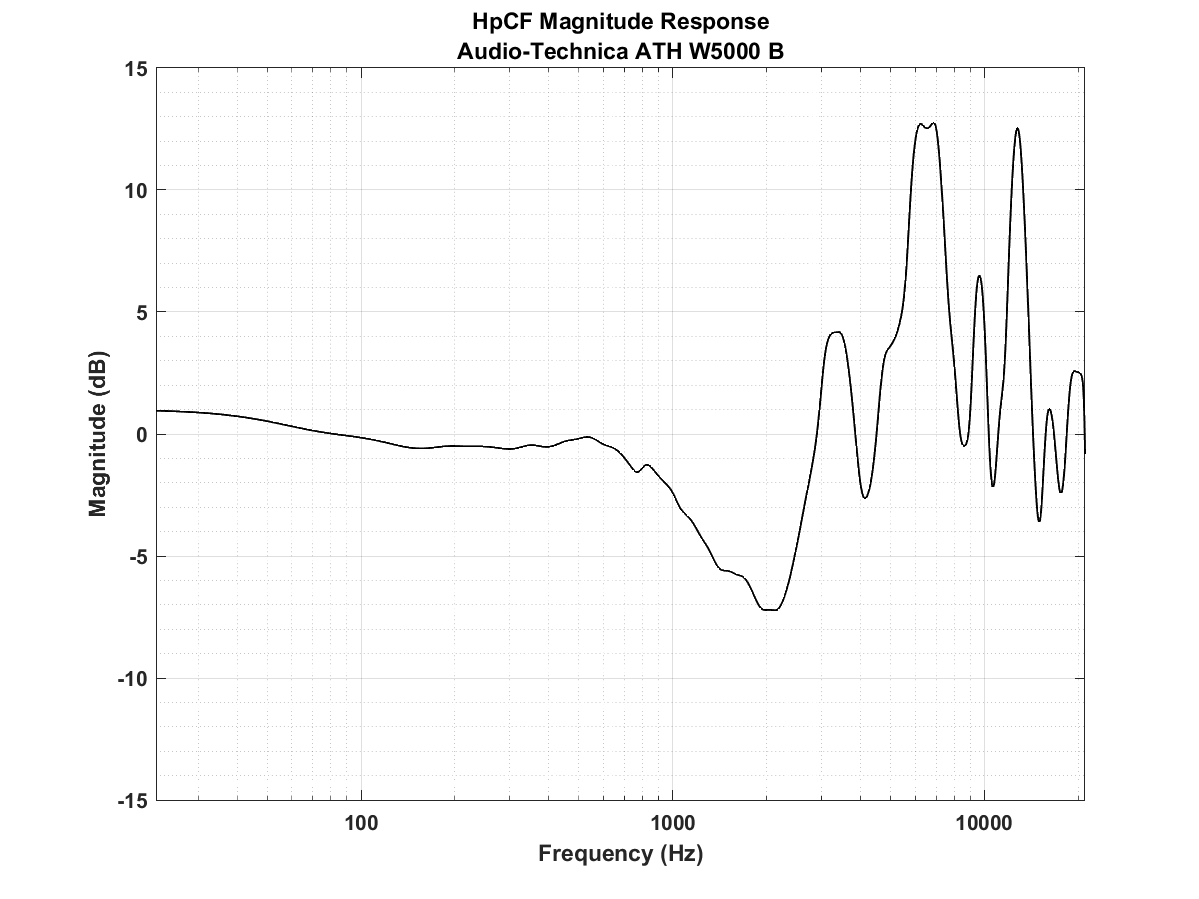 HpCF Magnitude Response
Audio-Technica ATH W5000 B
15
10
5
0
-5
-10
-15
Magnitude (dB)
100 1000 10000
Frequency (Hz)